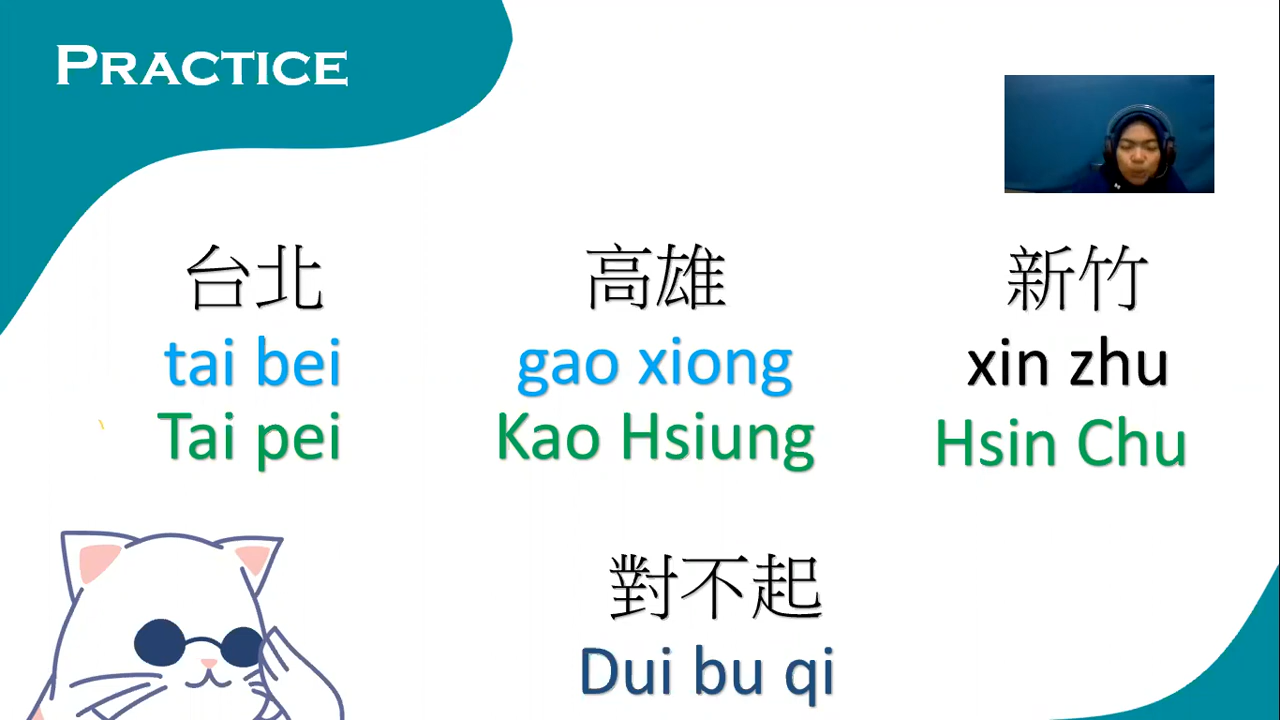 PRACTICE
台北
tai bei
Tai pei
高雄
gao xiong
Kao Hsiung
新竹
xin zhu
Hsin Chu
對不起
Dui bu qi